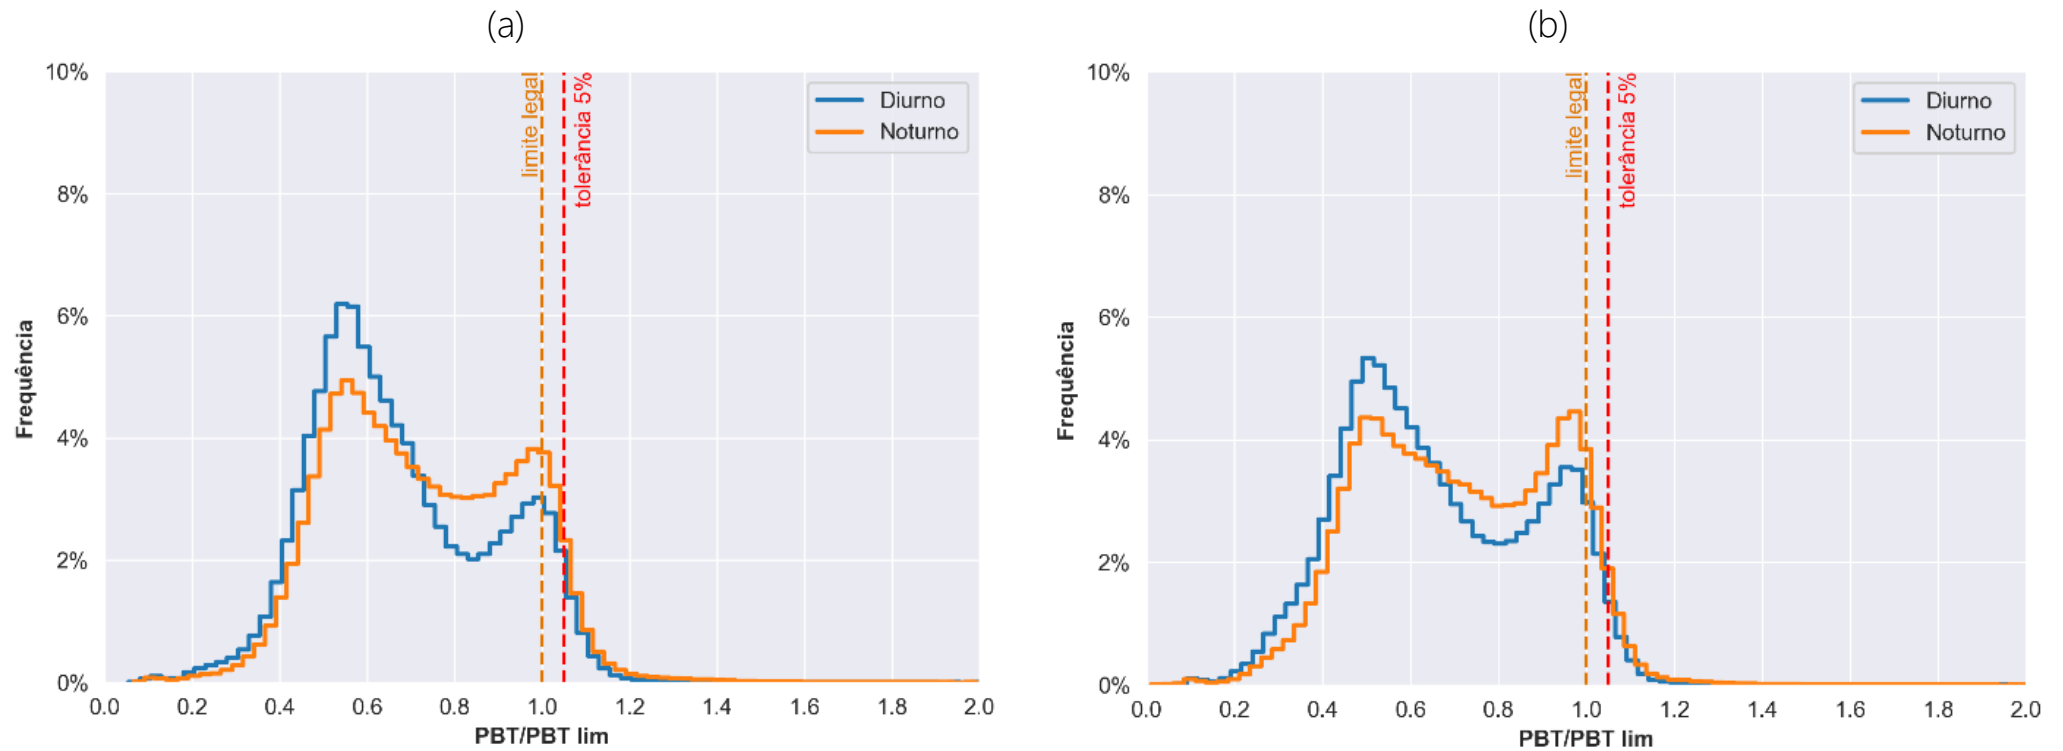 (a)
10%
8%
6%
4%
2%
0%
Frequência
0.0 0.2 0.4 0.6 0.8 1.0 1.2 1.4 1.6 1.8 2.0
PBT/PBT lim
limite legal
tolerância 5%
Diurno
Noturno
(b)
10%
8%
6%
4%
2%
0%
Frequência
0.0 0.2 0.4 0.6 0.8 1.0 1.2 1.4 1.6 1.8 2.0
PBT/PBT lim
limite legal
tolerância 5%
Diurno
Noturno